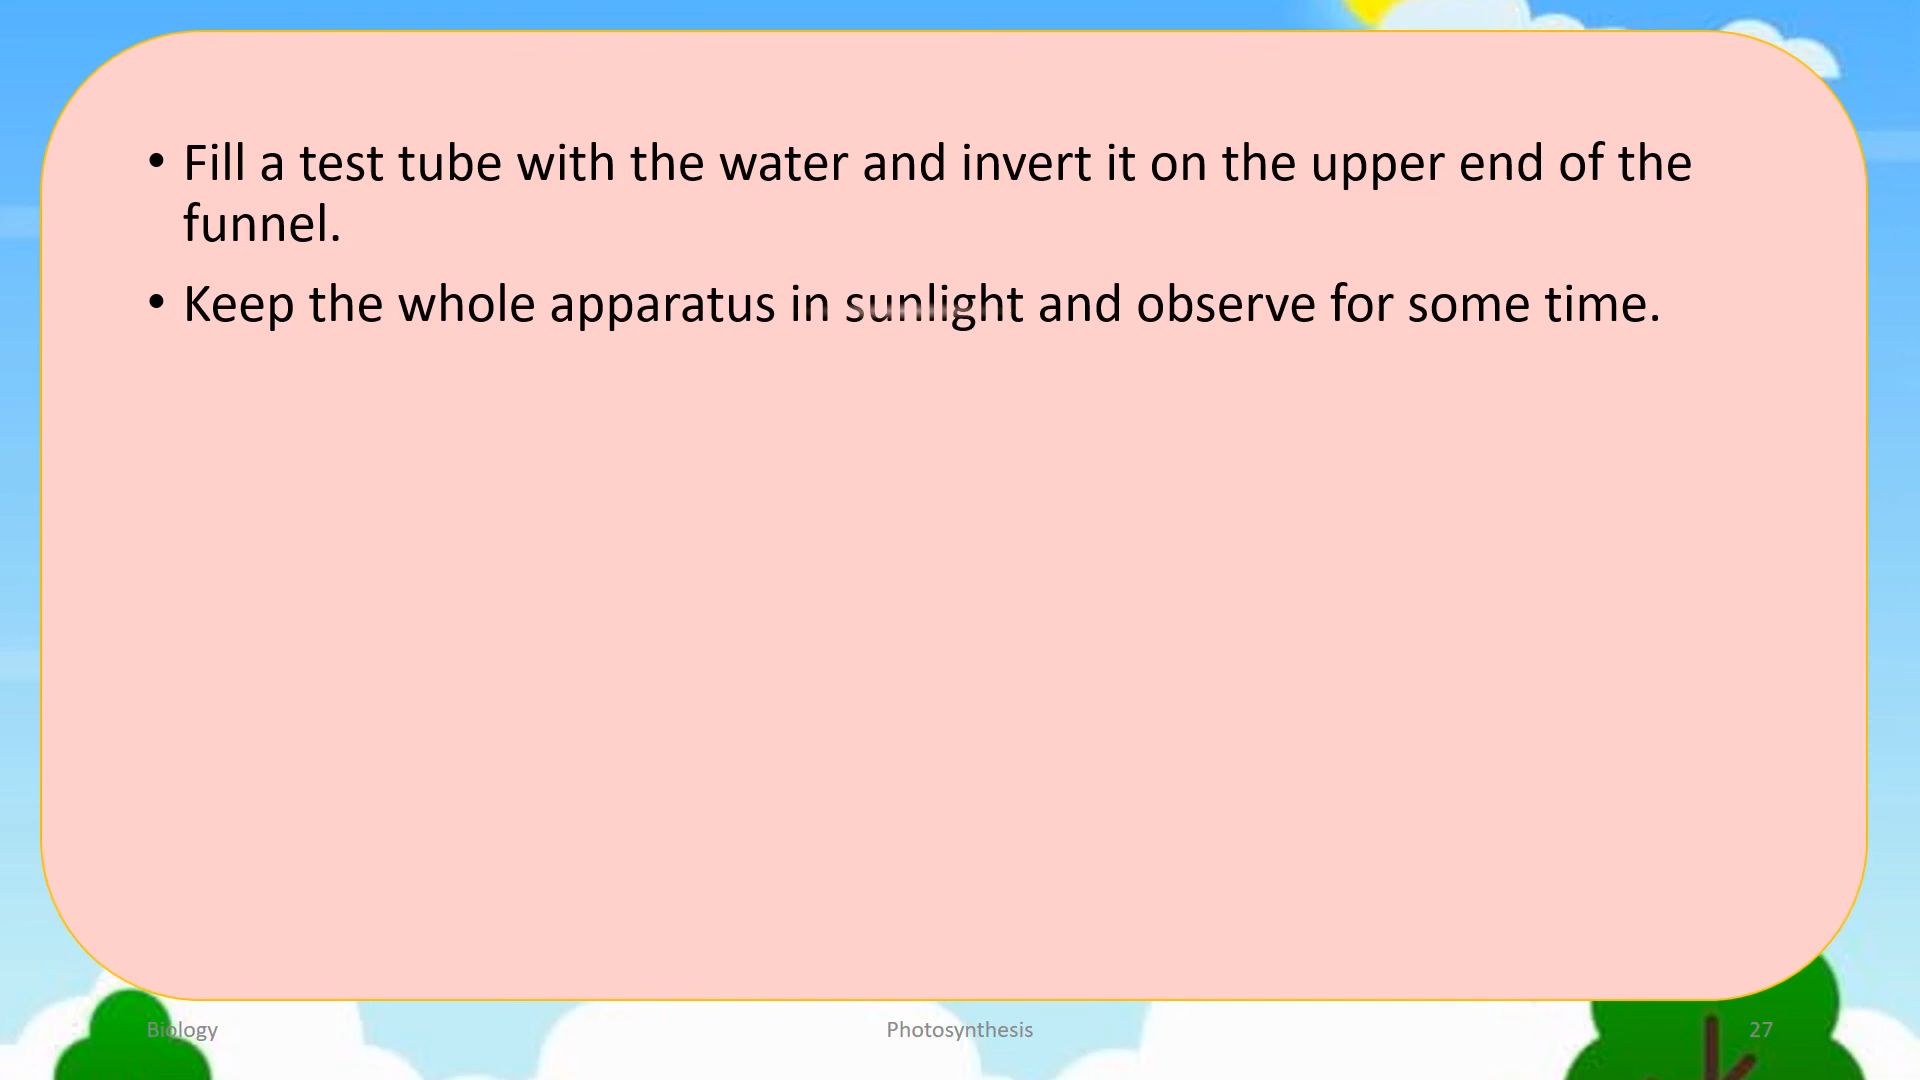 • Fill a test tube with the water and invert it on the upper end of the
funnel.
• Keep the whole apparatus in sunlight and observe for some time.
Biology
Photosynthesis
27